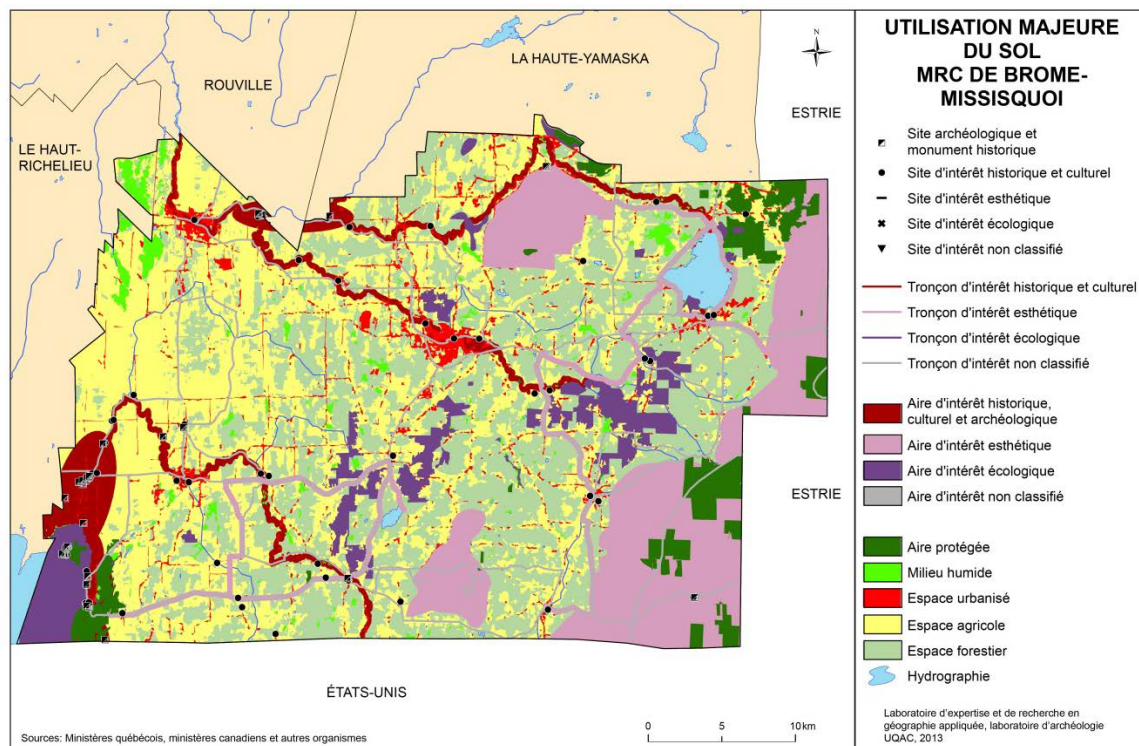 LA HAUTE-YAMASKA
N
ROUVILLE
ESTRIE
LE HAUT-
RICHELIEU
ESTRIE
ÉTATS-UNIS
Sources: Ministères québécois, ministères canadiens et autres organismes
0 5 10 km
UTILISATION MAJEURE
DU SOL
MRC DE BROME-
MISSISQUOI
Site archéologique et
monument historique
Site d'intérêt historique et culturel
Site d'intérêt esthétique
Site d'intérêt écologique
Site d'intérêt non classifié
Tronçon d'intérêt historique et culturel
Tronçon d'intérêt esthétique
Tronçon d'intérêt écologique
Tronçon d'intérêt non classifié
Aire d'intérêt historique,
culturel et archéologique
Aire d'intérêt esthétique
Aire d'intérêt écologique
Aire d'intérêt non classifié
Aire protégée
Milieu humide
Espace urbanisé
Espace agricole
Espace forestier
Hydrographie
Laboratoire d'expertise et de recherche en
géographie appliquée, laboratoire d'archéologie
UQAC, 2013